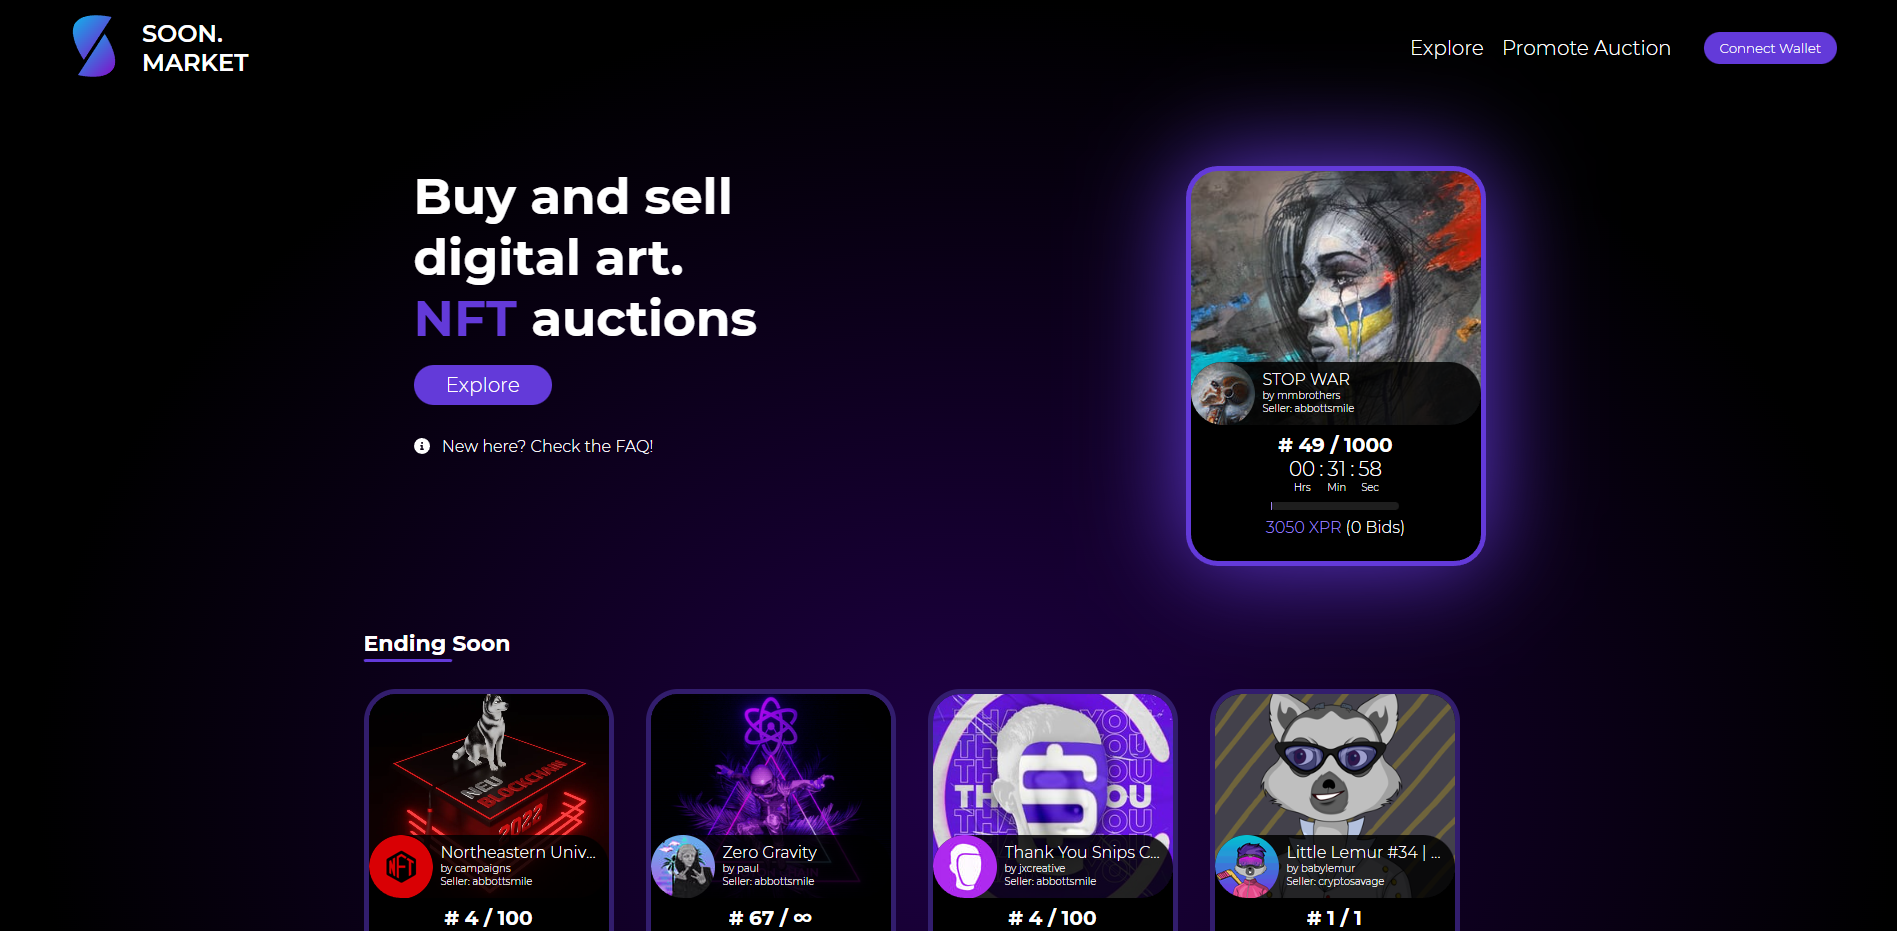 SOON.
MARKET
Explore
Promote Auction
Connect Wallet
Buy and sell
digital art.
NFT auctions
Explore
New here? Check the FAQ!
STOP WAR
by mmbrothers
Seller: abbottsmile
# 49 / 1000
00 : 31 : 58
Hrs Min Sec
3050 XPR (0 Bids)
Ending Soon
NEU
BLOCKCHAIN
2022
NFT
Northeastern Univ...
by campaigns
Seller: abbottsmile
# 4 / 100
Zero Gravity
by paul
Seller: abbottsmile
# 67 / ∞
THANK YOU
Thank You Snips C...
by jxcreative
Seller: abbottsmile
# 4 / 100
Little Lemur #34 | ...
by babylemur
Seller: cryptosavage
# 1 / 1